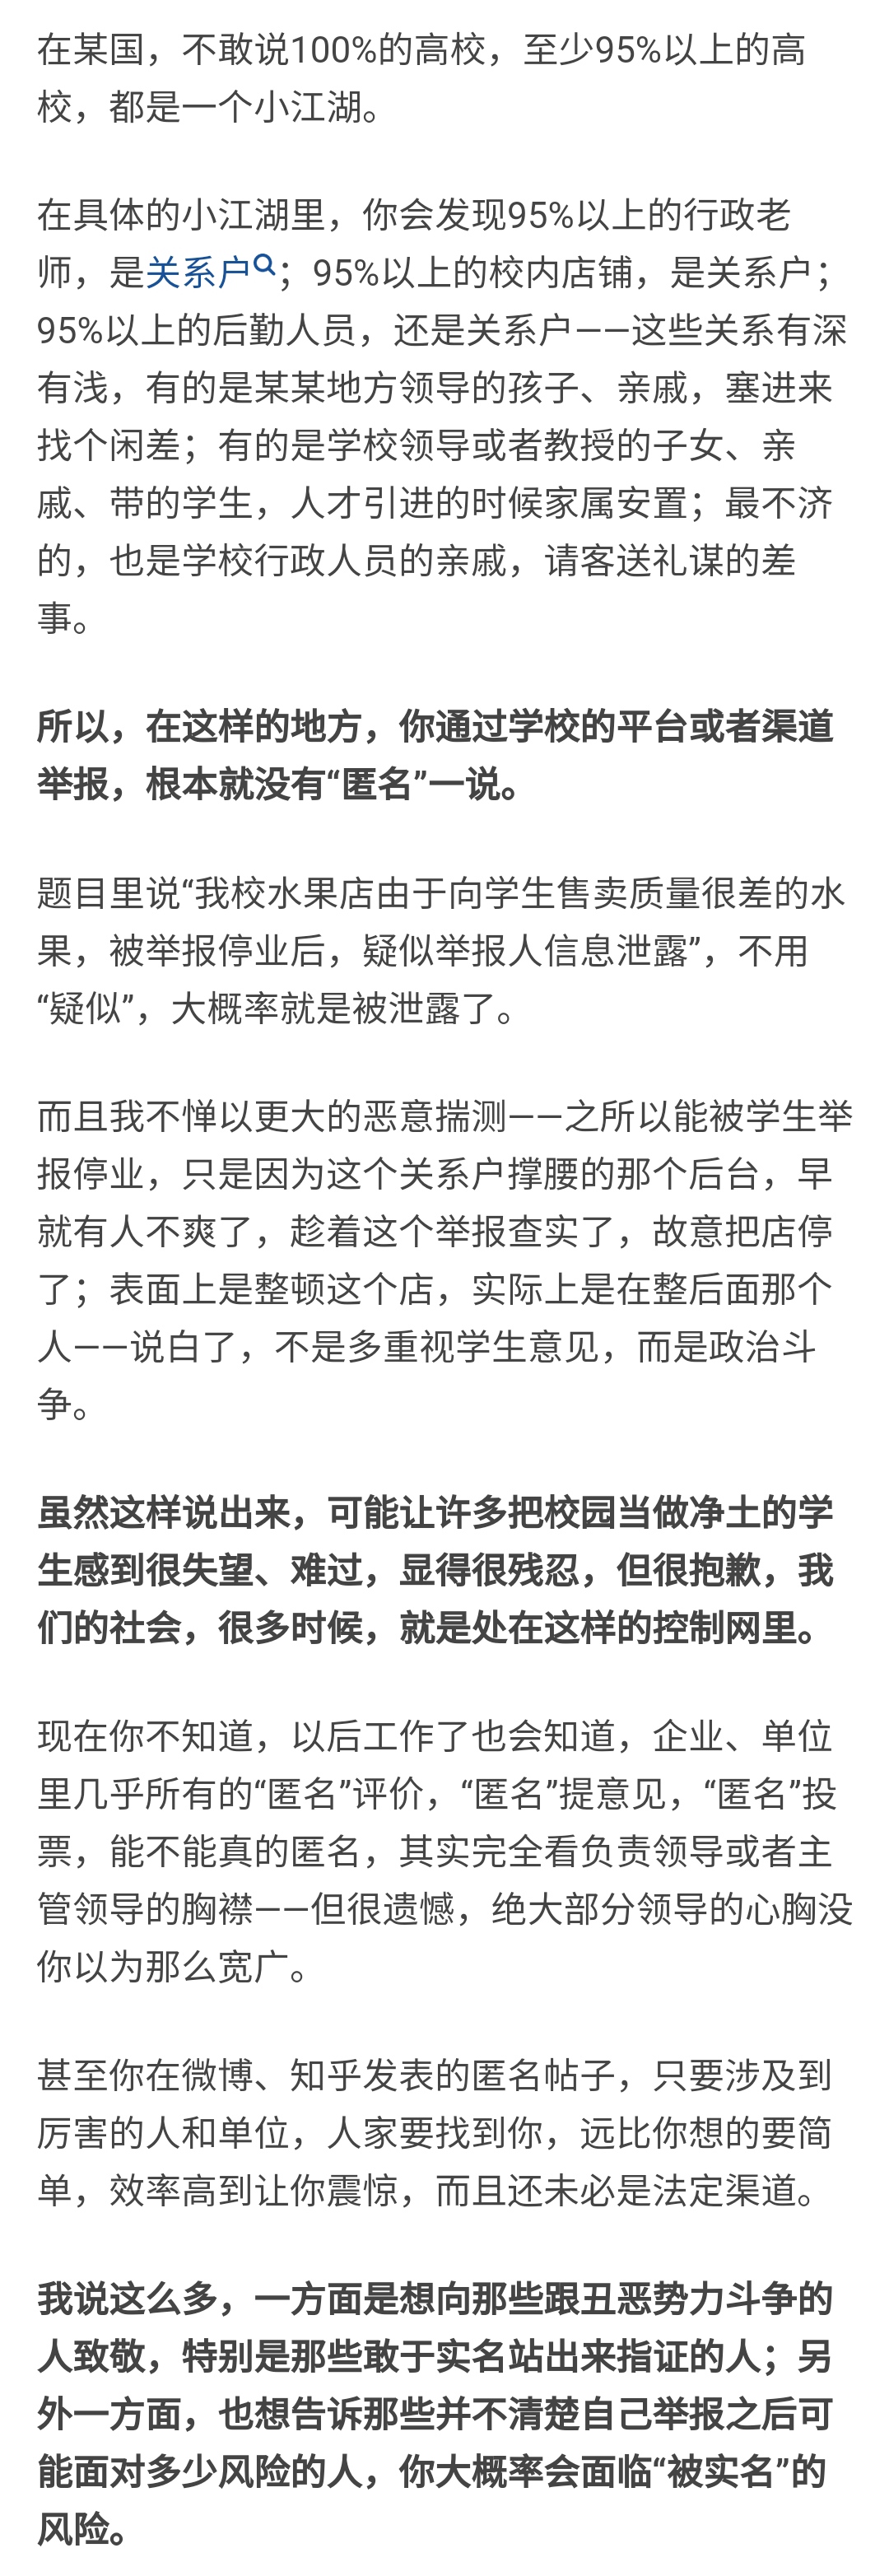 在某国，不敢说100%的高校，至少95%以上的高
校，都是一个小江湖。
在具体的小江湖里，你会发现95%以上的行政老
师，是关系户；95%以上的校内店铺，是关系户；
95%以上的后勤人员，还是关系户——这些关系有深
有浅，有的是某某地方领导的孩子、亲戚，塞进来
找个闲差；有的是学校领导或者教授的子女、亲
戚、带的学生，人才引进的时候家属安置；最不济
的，也是学校行政人员的亲戚，请客送礼谋的差
事。
所以，在这样的地方，你通过学校的平台或者渠道
举报，根本就没有“匿名”一说。
题目里说“我校水果店由于向学生售卖质量很差的水
果，被举报停业后，疑似举报人信息泄露”，不用
“疑似”，大概率就是被泄露了。
而且我不惮以更大的恶意揣测——之所以能被学生举
报停业，只是因为这个关系户撑腰的那个后台，早
就有人不爽了，趁着这个举报查实了，故意把店停
了；表面上是整顿这个店，实际上是在整后面那个
人——说白了，不是多重视学生意见，而是政治斗
争。
虽然这样说出来，可能让许多把校园当做净土的学
生感到很失望、难过，显得很残忍，但很抱歉，我
们的社会，很多时候，就是处在这样的控制网里。
现在你不知道，以后工作了也会知道，企业、单位
里几乎所有的“匿名”评价，“匿名”提意见，“匿名”投
票，能不能真的匿名，其实完全看负责领导或者主
管领导的胸襟——但很遗憾，绝大部分领导的心胸没
你以为那么宽广。
甚至你在微博、知乎发表的匿名帖子，只要涉及到
厉害的人和单位，人家要找到你，远比你想的要简
单，效率高到让你震惊，而且还未必是法定渠道。
我说这么多，一方面是想向那些跟丑恶势力斗争的
人致敬，特别是那些敢于实名站出来指证的人；另
外一方面，也想告诉那些并不清楚自己举报之后可
能面对多少风险的人，你大概率会面临“被实名”的
风险。